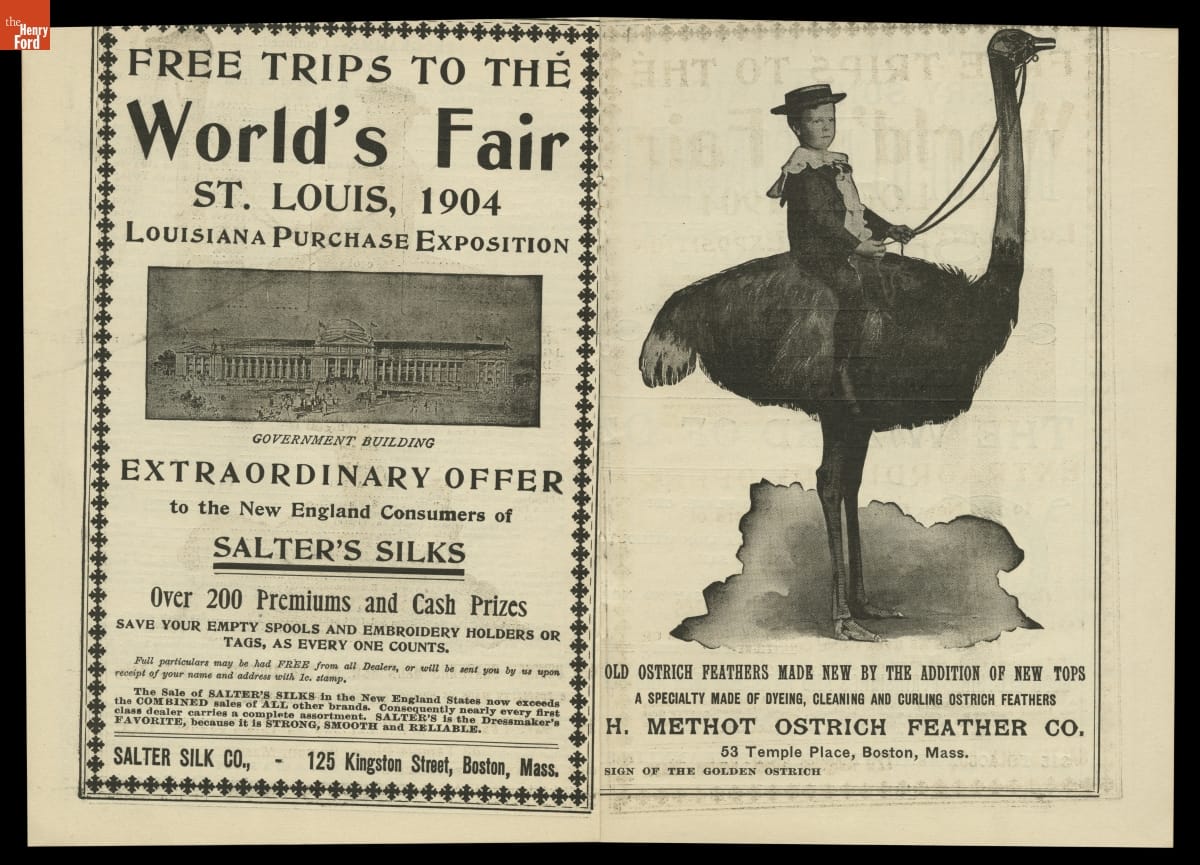 the
Henry
Ford
FREE TRIPS TO THE
World's Fair
ST. LOUIS, 1904
LOUISIANA PURCHASE EXPOSITION
GOVERNMENT BUILDING
EXTRAORDINARY OFFER
to the New England Consumers of
SALTER'S SILKS
Over 200 Premiums and Cash Prizes
SAVE YOUR EMPTY SPOOLS AND EMBROIDERY HOLDERS OR
TAGS, AS EVERY ONE COUNTS.
Full particulars may be had FREE from all Dealers, or will be sent you by us upon
receipt of your name and address with 1c. stamp.
The Sale of SALTER'S SILKS in the New England States now exceeds
the COMBINED sales of ALL other brands. Consequently nearly every first
class dealer carries a complete assortment. SALTER'S is the Dressmaker's
FAVORITE, because it is STRONG, SMOOTH and RELIABLE.
SALTER SILK CO., - 125 Kingston Street, Boston, Mass.
OLD OSTRICH FEATHERS MADE NEW BY THE ADDITION OF NEW TOPS
A SPECIALTY MADE OF DYEING, CLEANING AND CURLING OSTRICH FEATHERS
H. METHOT OSTRICH FEATHER CO.
53 Temple Place, Boston, Mass.
SIGN OF THE GOLDEN OSTRICH